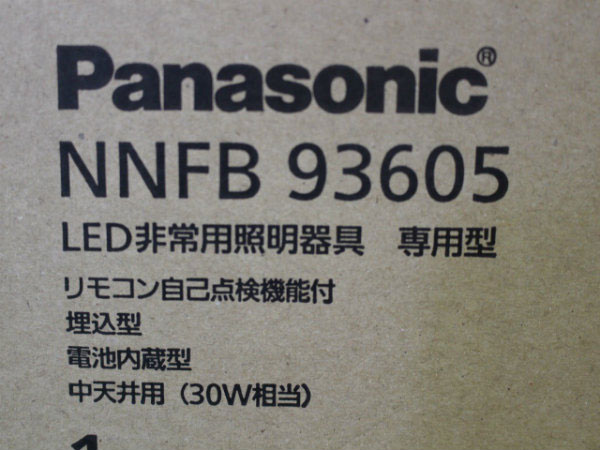 Panasonic®
NNFB 93605
LED非常用照明器具 専用型
リモコン自己点検機能付
埋込型
電池内蔵型
中天井用（30W相当）